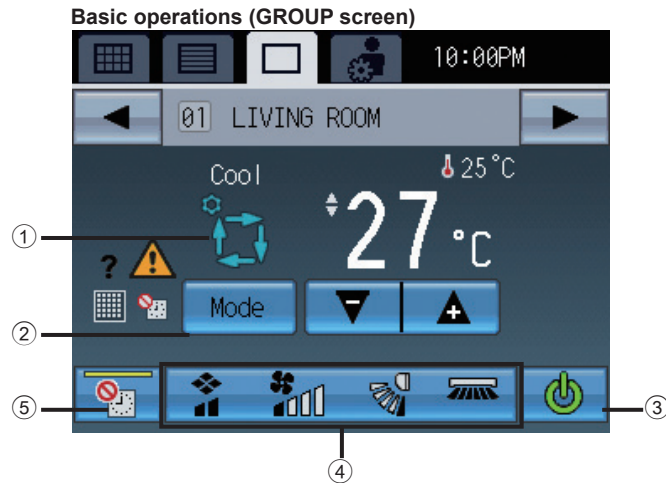 Basic operations (GROUP screen)
10:00PM
01 LIVING ROOM
Cool
25°C
27°C
①
?
Mode
- +
②
⑤
③
④